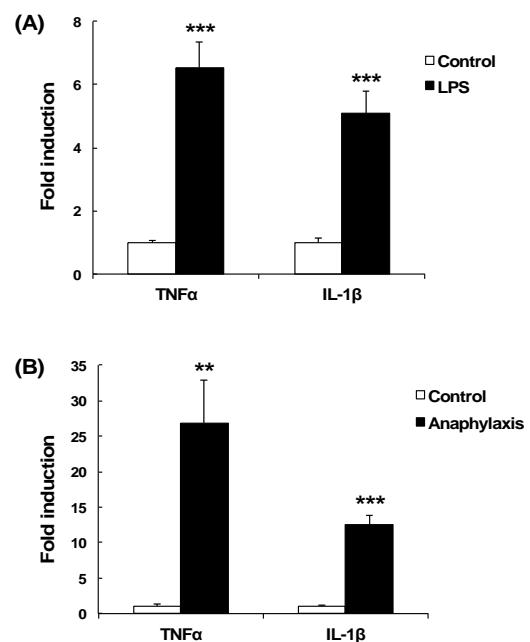 (A)
8
6
4
2
0
Fold induction
***
***
Control
LPS
TNFα
IL-1β
(B)
35
30
25
20
15
10
5
0
Fold induction
**
***
Control
Anaphylaxis
TNFα
IL-1β